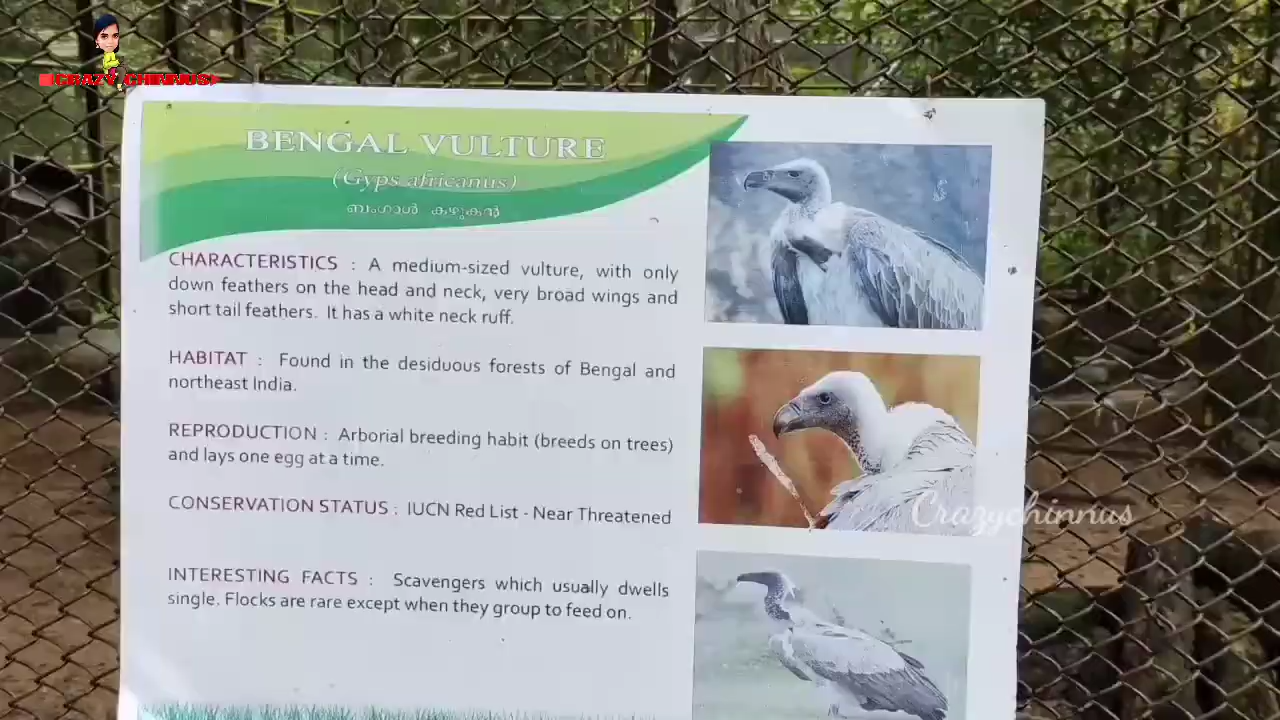 CRAZY CHINNUS
BENGAL VULTURE
(Gyps africanus)
ബംഗാൾ കഴുകൻ
CHARACTERISTICS : A medium-sized vulture, with only
down feathers on the head and neck, very broad wings and
short tail feathers. It has a white neck ruff.
HABITAT : Found in the desiduous forests of Bengal and
northeast India.
REPRODUCTION : Arborial breeding habit (breeds on trees)
and lays one egg at a time.
CONSERVATION STATUS : IUCN Red List - Near Threatened
INTERESTING FACTS : Scavengers which usually dwells
single. Flocks are rare except when they group to feed on.
Crazychinnus